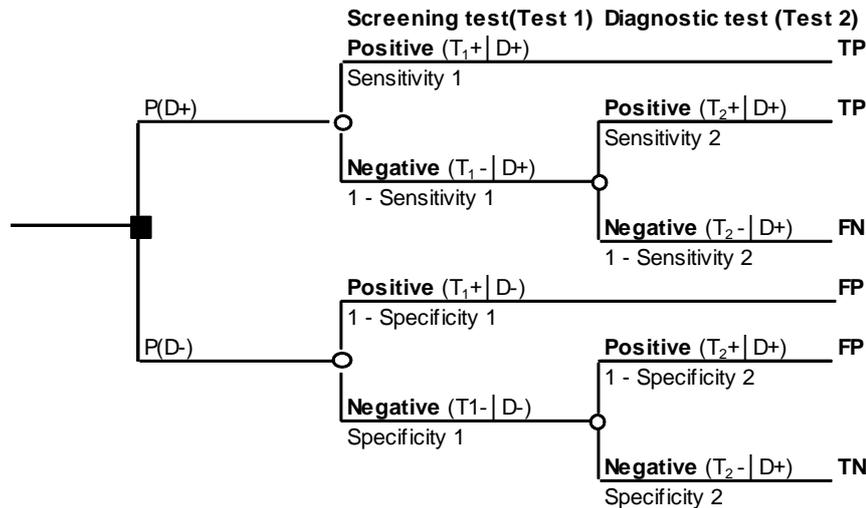 Screening test(Test 1) Diagnostic test (Test 2)
Positive (T₁+│D+) TP
Sensitivity 1
P(D+) Positive (T₂+│D+) TP
Sensitivity 2
Negative (T₁-│D+)
1 - Sensitivity 1
Negative (T₂-│D+) FN
1 - Sensitivity 2
Positive (T₁+│D-) FP
1 - Specificity 1
P(D-) Positive (T₂+│D+) FP
1 - Specificity 2
Negative (T1-│D-)
Specificity 1
Negative (T₂-│D+) TN
Specificity 2